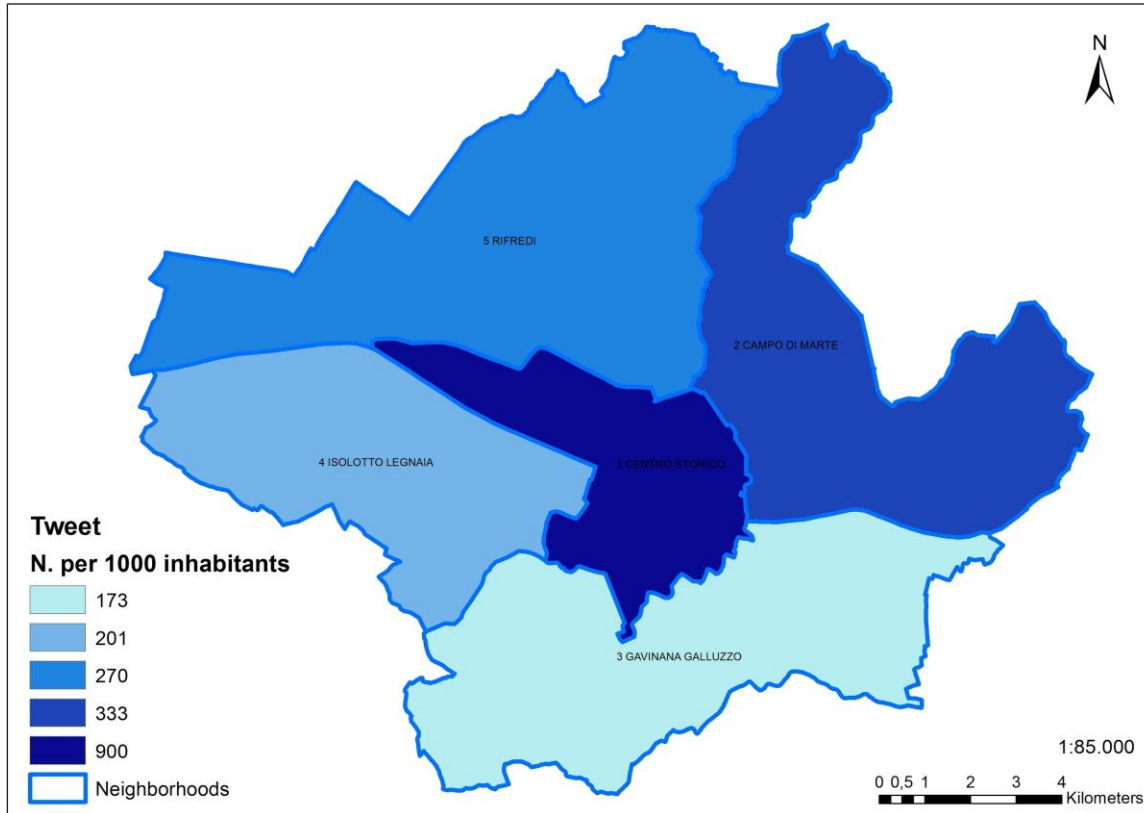 N
5 RIFREDI
2 CAMPO DI MARTE
4 ISOLOTTO LEGNAIA
1 CENTRO STORICO
3 GAVINANA GALLUZZO
Tweet
N. per 1000 inhabitants
173
201
270
333
900
Neighborhoods
1:85.000
0 0,5 1 2 3 4
Kilometers